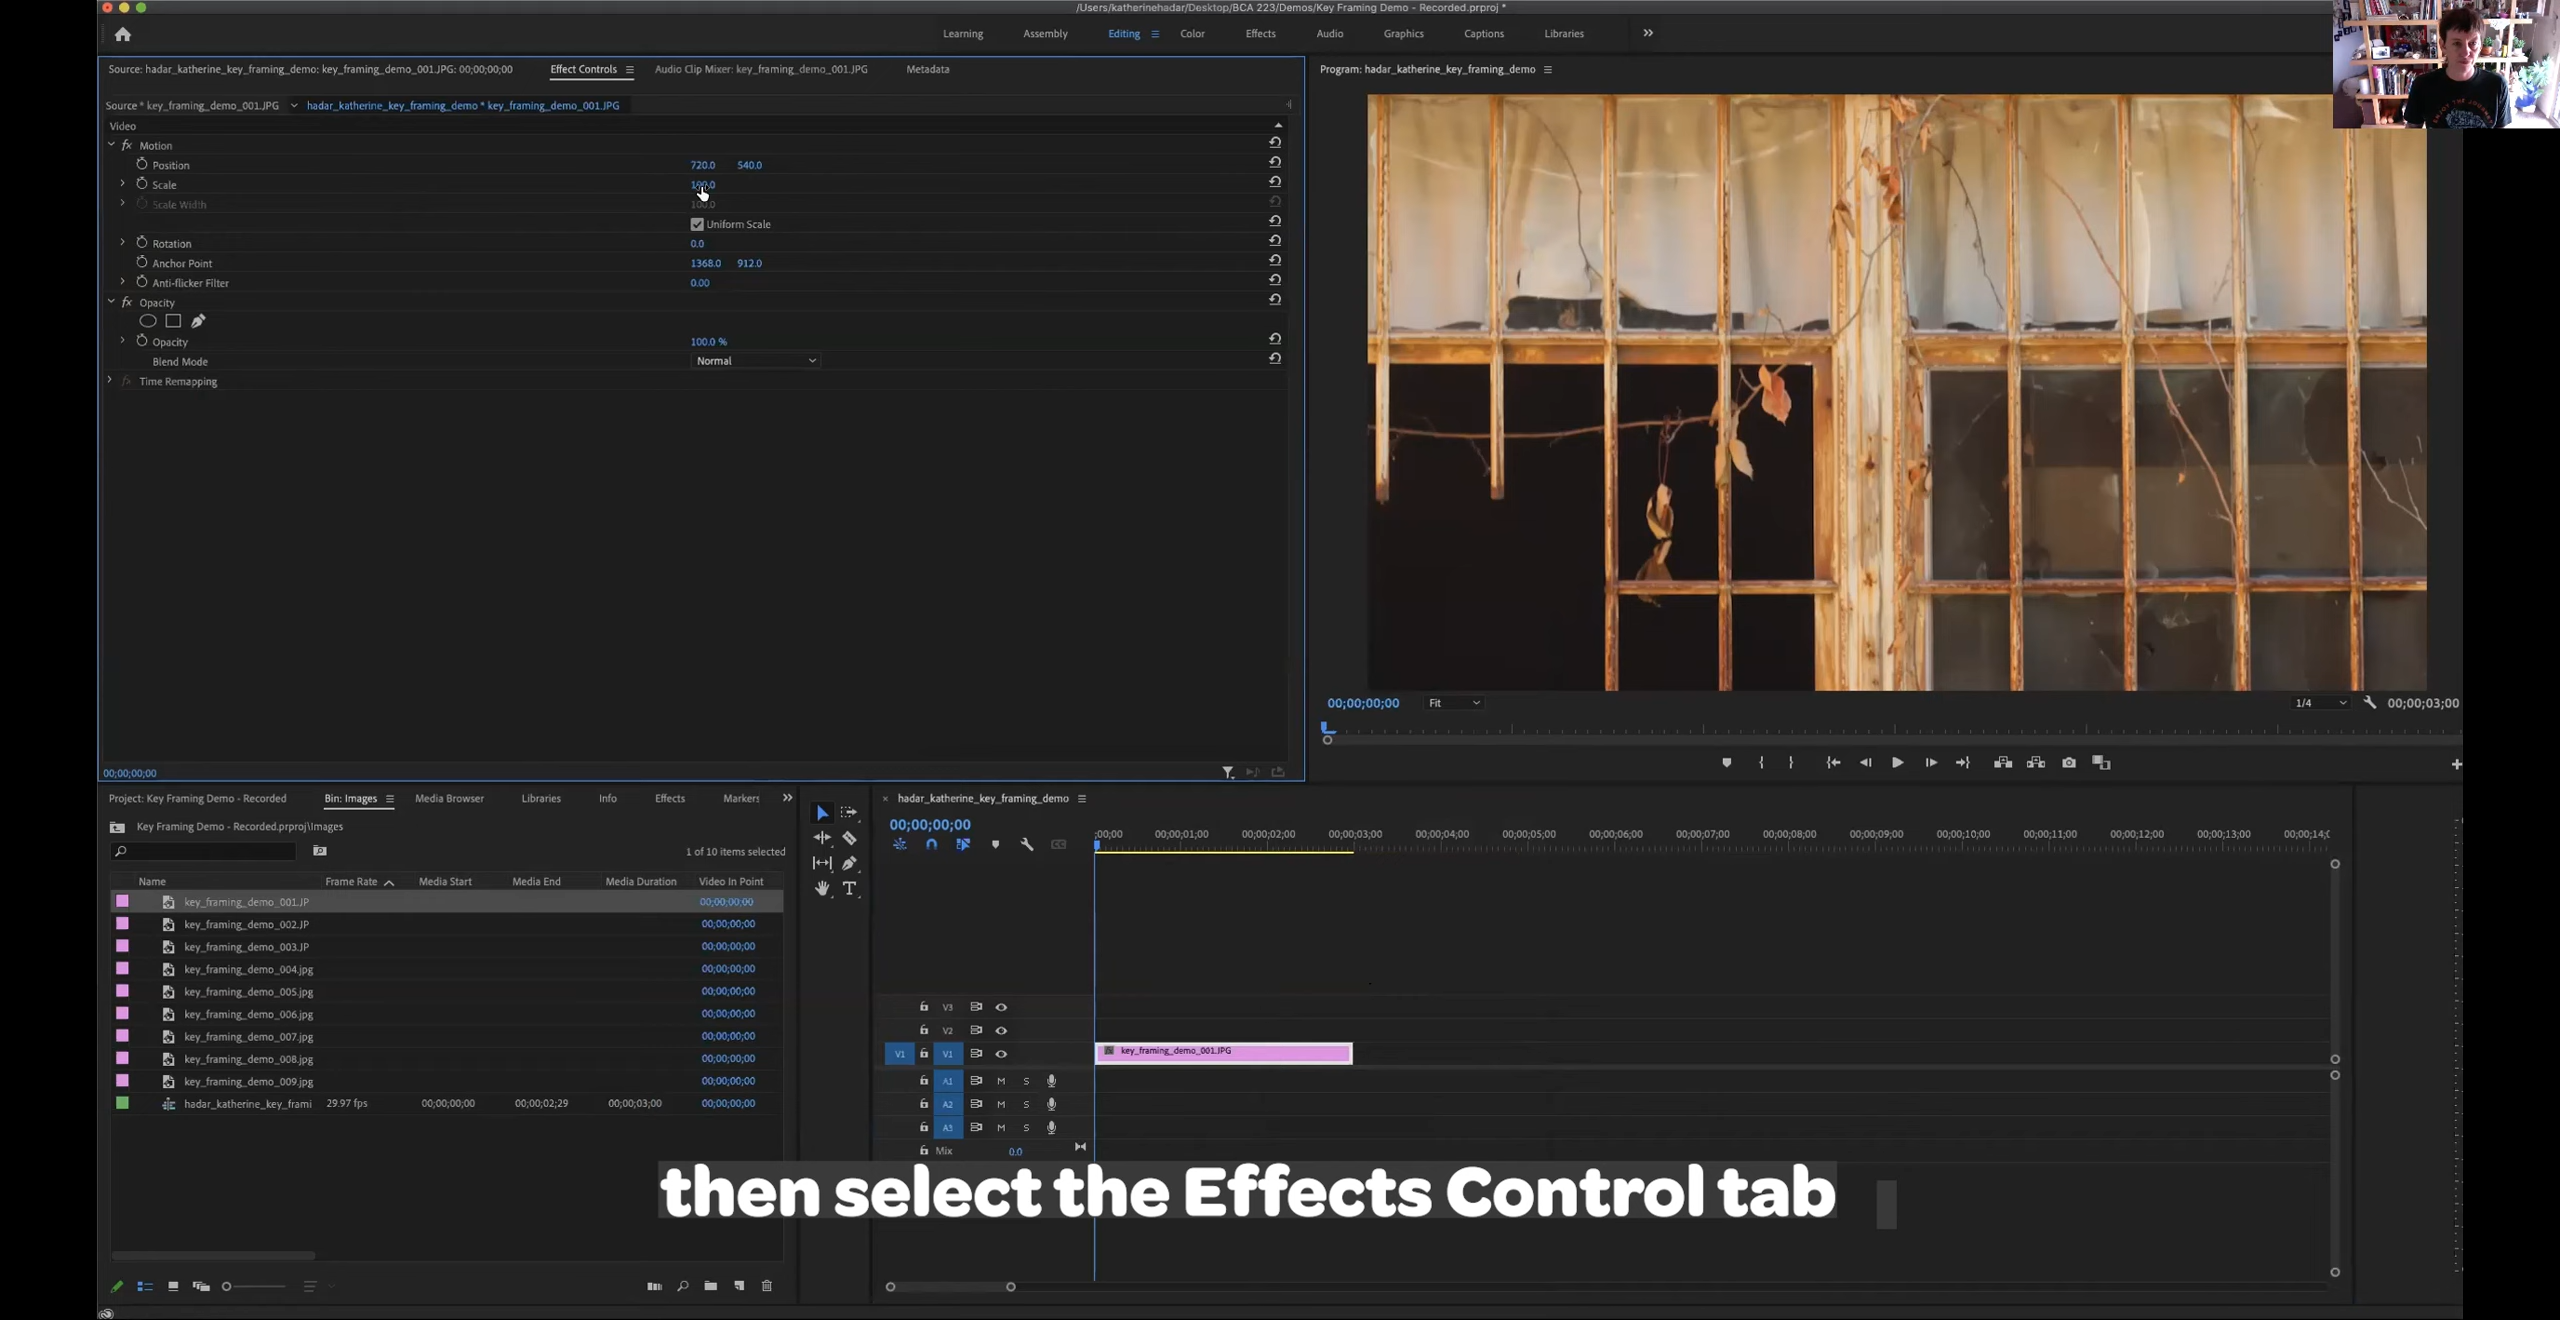 /Users/katherinehadar/Desktop/BCA 223/Demos/Key Framing Demo - Recorded.prproj *
Learning Assembly Editing Color Effects Audio Graphics Captions Libraries
Source: hadar_katherine_key_framing_demo: key_framing_demo_001.JPG: 00;00;00;00 Effect Controls Audio Clip Mixer: key_framing_demo_001.JPG Metadata
Program: hadar_katherine_key_framing_demo
Source * key_framing_demo_001.JPG hadar_katherine_key_framing_demo * key_framing_demo_001.JPG
Video
fx Motion
Position 720.0 540.0
Scale 100.0
Scale Width 100.0
Uniform Scale
Rotation 0.0
Anchor Point 1368.0 912.0
Anti-flicker Filter 0.00
fx Opacity
Opacity 100.0 %
Blend Mode Normal
fx Time Remapping
00;00;00;00
00;00;00;00 Fit 1/4 00;00;03;00
Project: Key Framing Demo - Recorded Bin: Images Media Browser Libraries Info Effects Markers
Key Framing Demo - Recorded.prproj\Images
1 of 10 items selected
Name Frame Rate Media Start Media End Media Duration Video In Point
key_framing_demo_001.JP 00;00;00;00
key_framing_demo_002.JP 00;00;00;00
key_framing_demo_003.JP 00;00;00;00
key_framing_demo_004.jpg 00;00;00;00
key_framing_demo_005.jpg 00;00;00;00
key_framing_demo_006.jpg 00;00;00;00
key_framing_demo_007.jpg 00;00;00;00
key_framing_demo_008.jpg 00;00;00;00
key_framing_demo_009.jpg 00;00;00;00
hadar_katherine_key_frami 29.97 fps 00;00;00;00 00;00;02;29 00;00;03;00 00;00;00;00
hadar_katherine_key_framing_demo
00;00;00;00
:00;00 00;00;01;00 00;00;02;00 00;00;03;00 00;00;04;00 00;00;05;00 00;00;06;00 00;00;07;00 00;00;08;00 00;00;09;00 00;00;10;00 00;00;11;00 00;00;12;00 00;00;13;00 00;00;14;0
V3
V2
V1 V1 key_framing_demo_001.JPG
A1 M S
A2 M S
A3 M S
Mix 0.0
then select the Effects Control tab